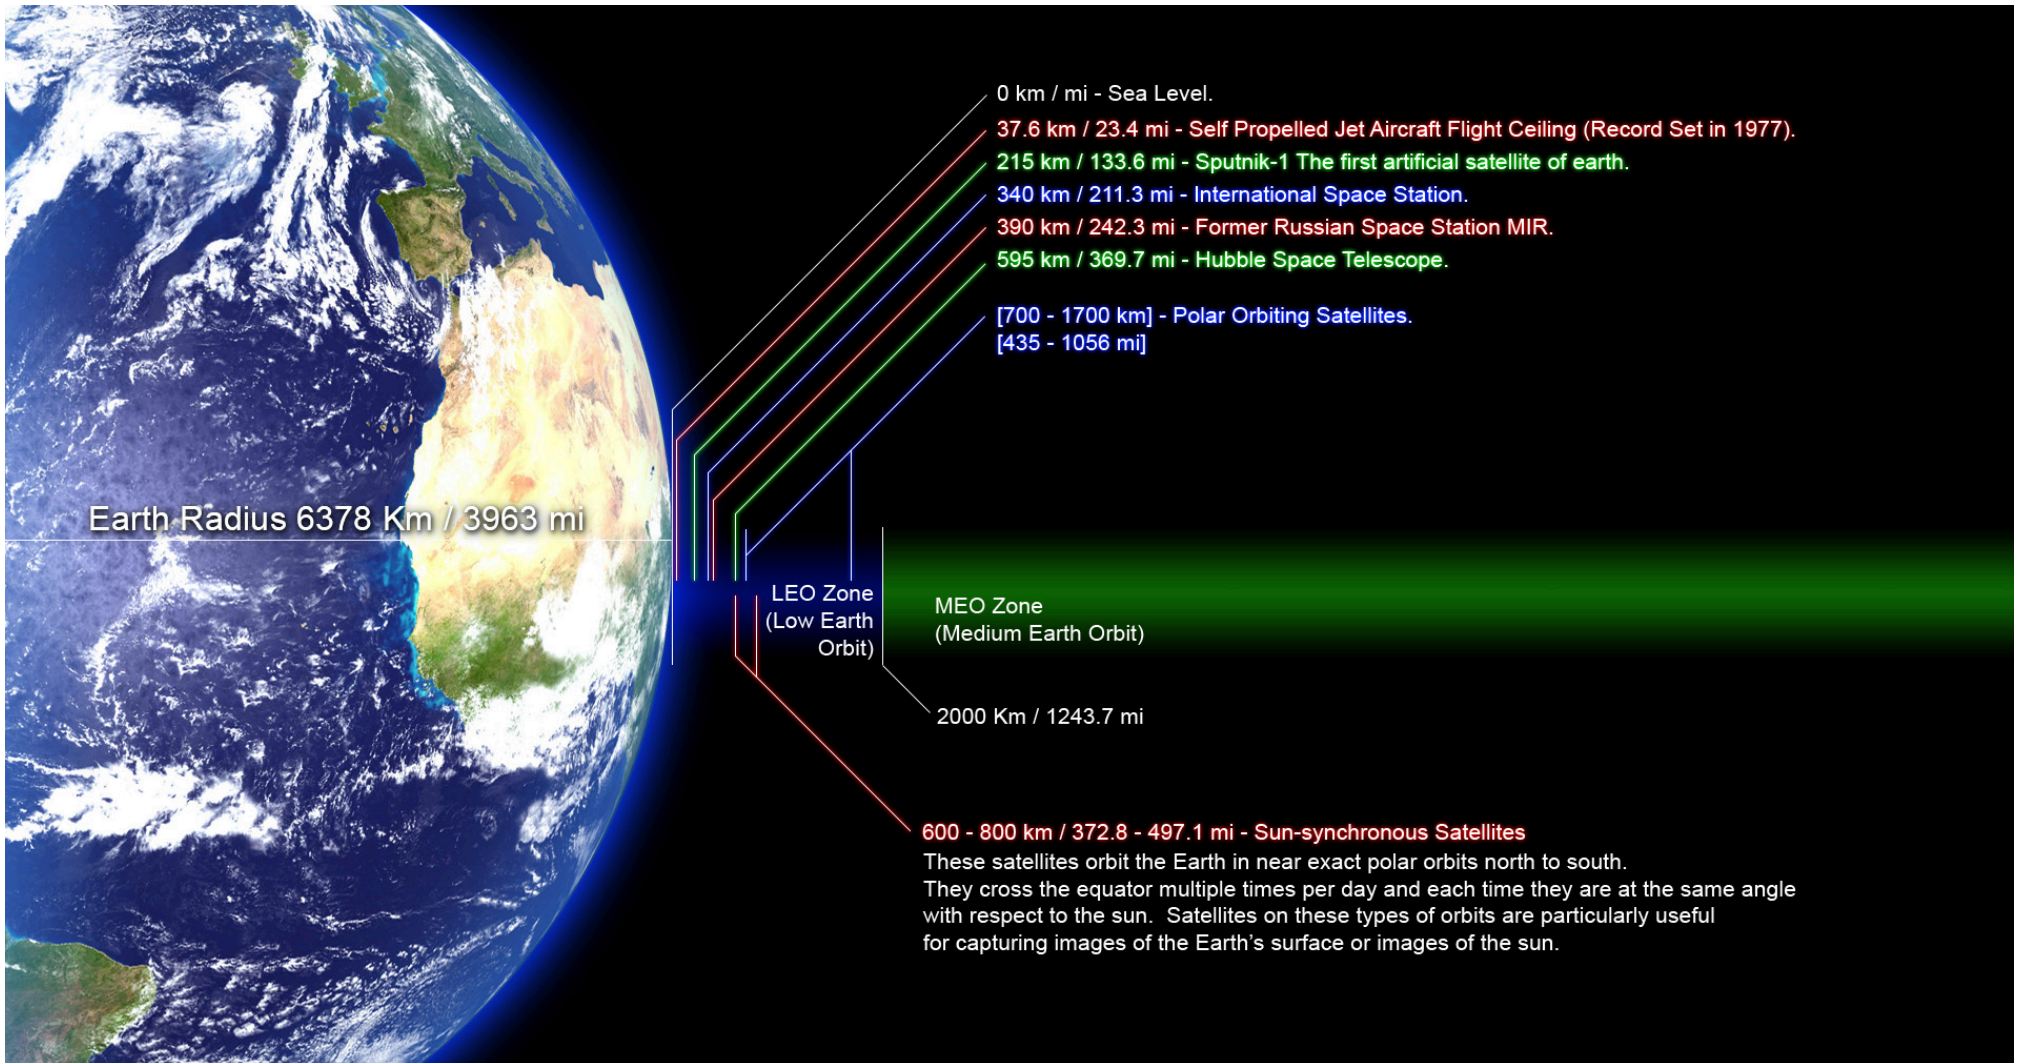 0 km / mi - Sea Level.
37.6 km / 23.4 mi - Self Propelled Jet Aircraft Flight Ceiling (Record Set in 1977).
215 km / 133.6 mi - Sputnik-1 The first artificial satellite of earth.
340 km / 211.3 mi - International Space Station.
390 km / 242.3 mi - Former Russian Space Station MIR.
595 km / 369.7 mi - Hubble Space Telescope.
[700 - 1700 km] - Polar Orbiting Satellites.
[435 - 1056 mi]
Earth Radius 6378 Km / 3963 mi
LEO Zone
(Low Earth
Orbit)
MEO Zone
(Medium Earth Orbit)
2000 Km / 1243.7 mi
600 - 800 km / 372.8 - 497.1 mi - Sun-synchronous Satellites
These satellites orbit the Earth in near exact polar orbits north to south.
They cross the equator multiple times per day and each time they are at the same angle
with respect to the sun.  Satellites on these types of orbits are particularly useful
for capturing images of the Earth's surface or images of the sun.